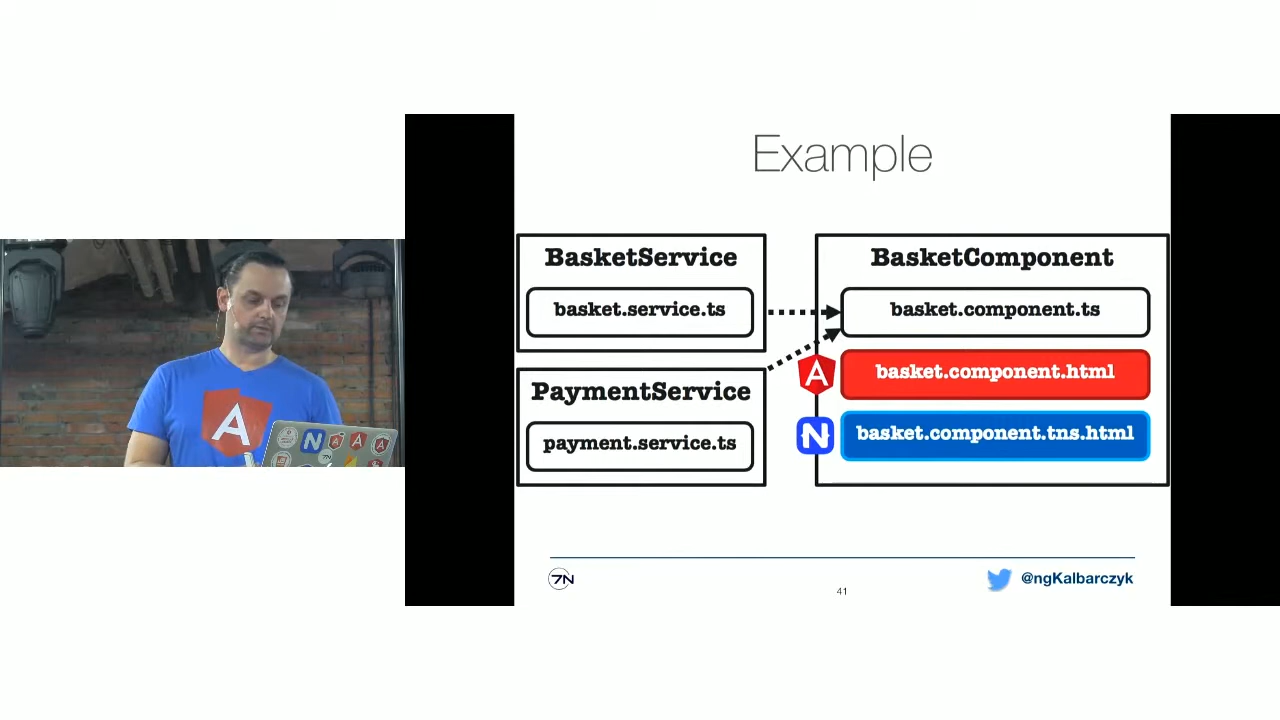 Example
BasketService
basket.service.ts
PaymentService
payment.service.ts
BasketComponent
basket.component.ts
A
basket.component.html
N
basket.component.tns.html
7N
41
@ngKalbarczyk
A
N
A
7N